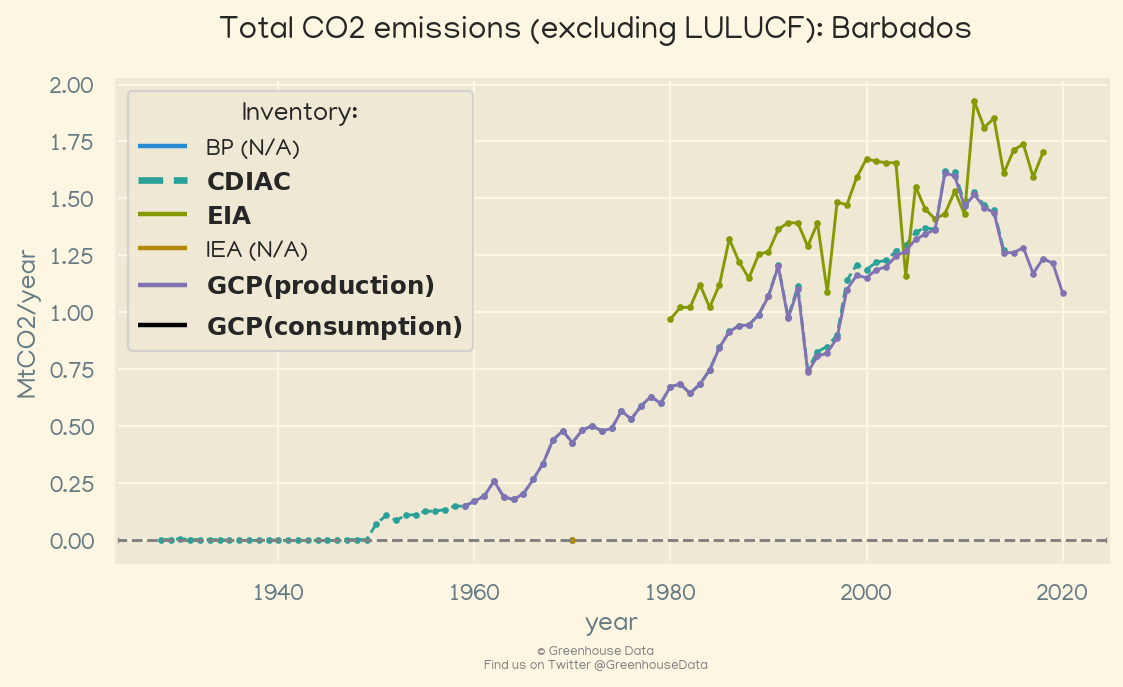 Total CO2 emissions (excluding LULUCF): Barbados
2.00
1.75
1.50
1.25
1.00
0.75
0.50
0.25
0.00
MtCO2/year
Inventory:
BP (N/A)
CDIAC
EIA
IEA (N/A)
GCP(production)
GCP(consumption)
1940 1960 1980 2000 2020
year
© Greenhouse Data
Find us on Twitter @GreenhouseData